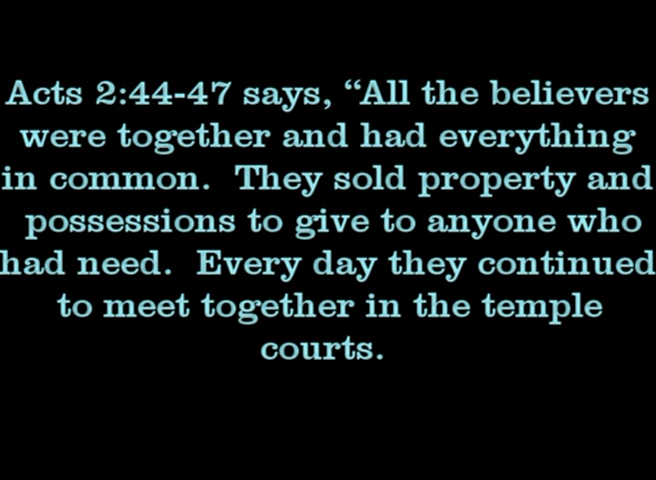 Acts 2:44-47 says, “All the believers
were together and had everything
in common.  They sold property and
possessions to give to anyone who
had need.  Every day they continued
to meet together in the temple
courts.